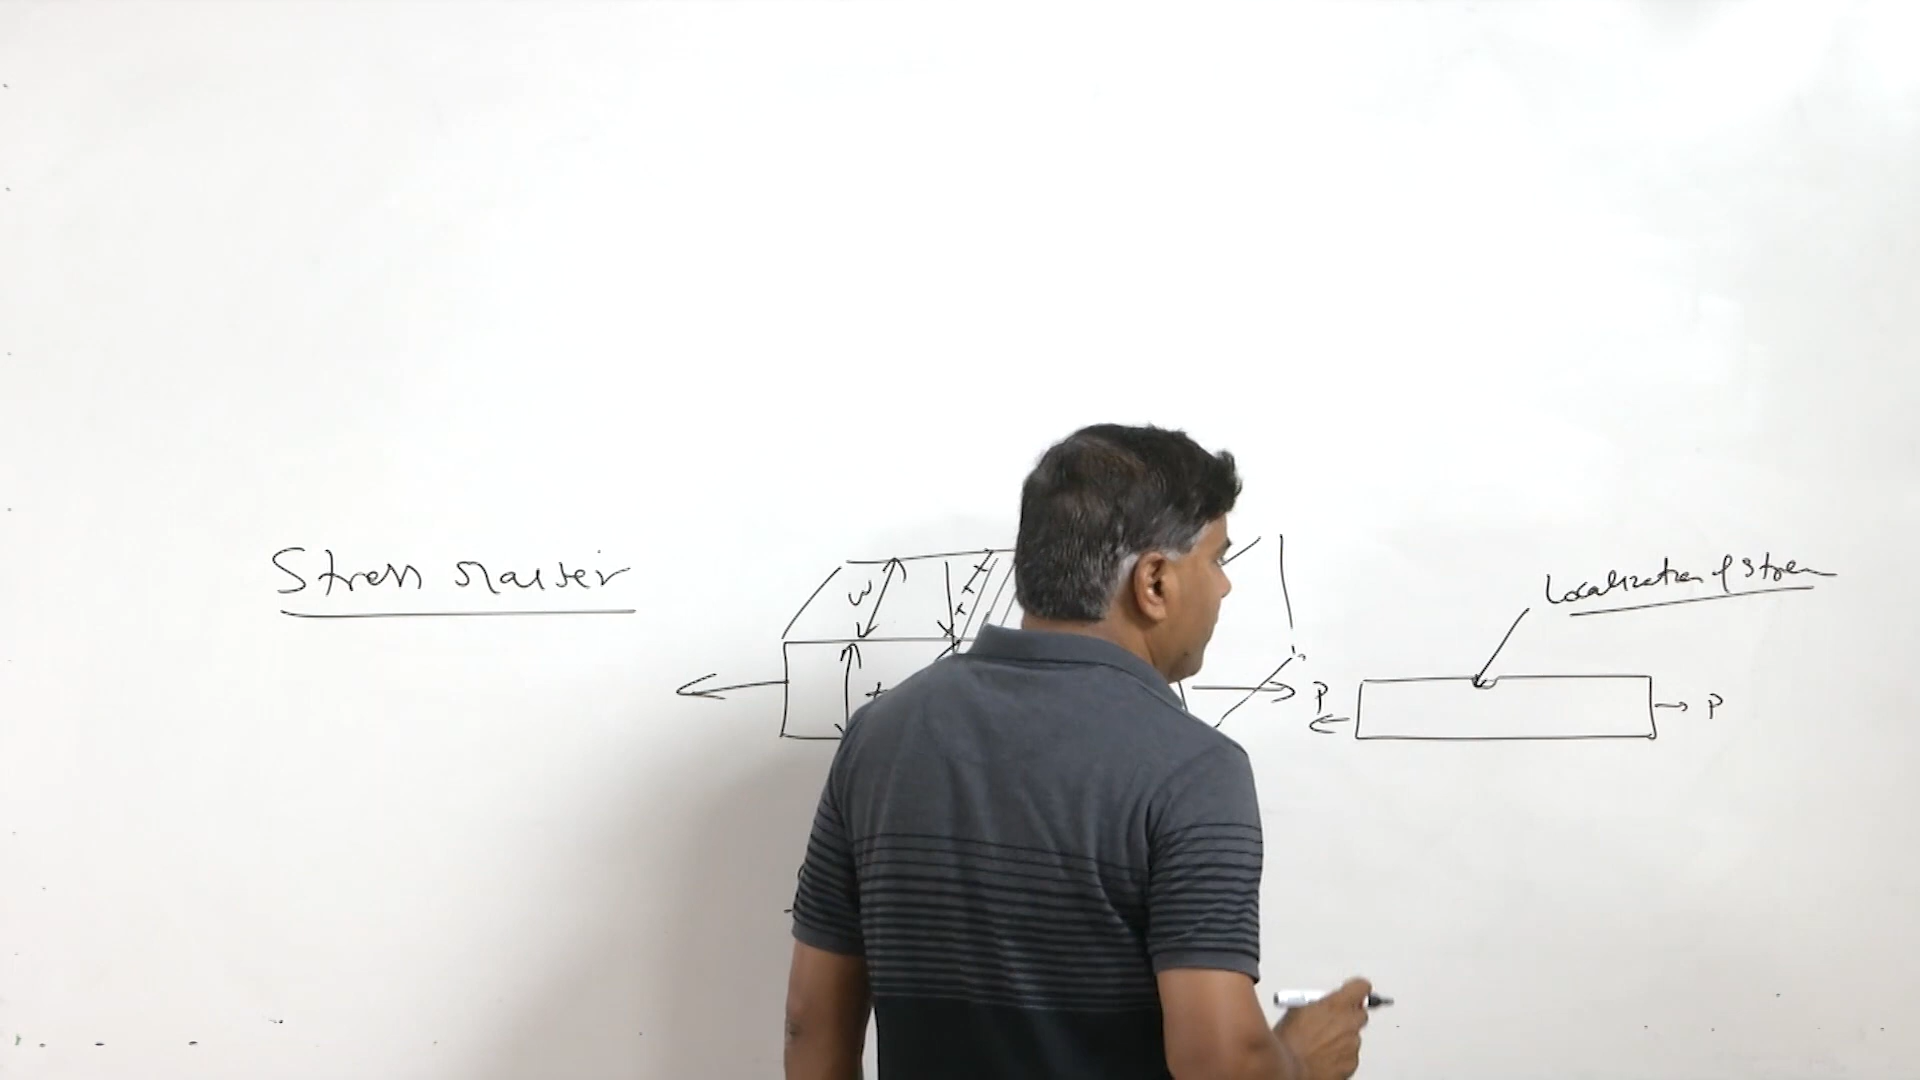 Stress raiser
w
t
P
Localization of stress
P